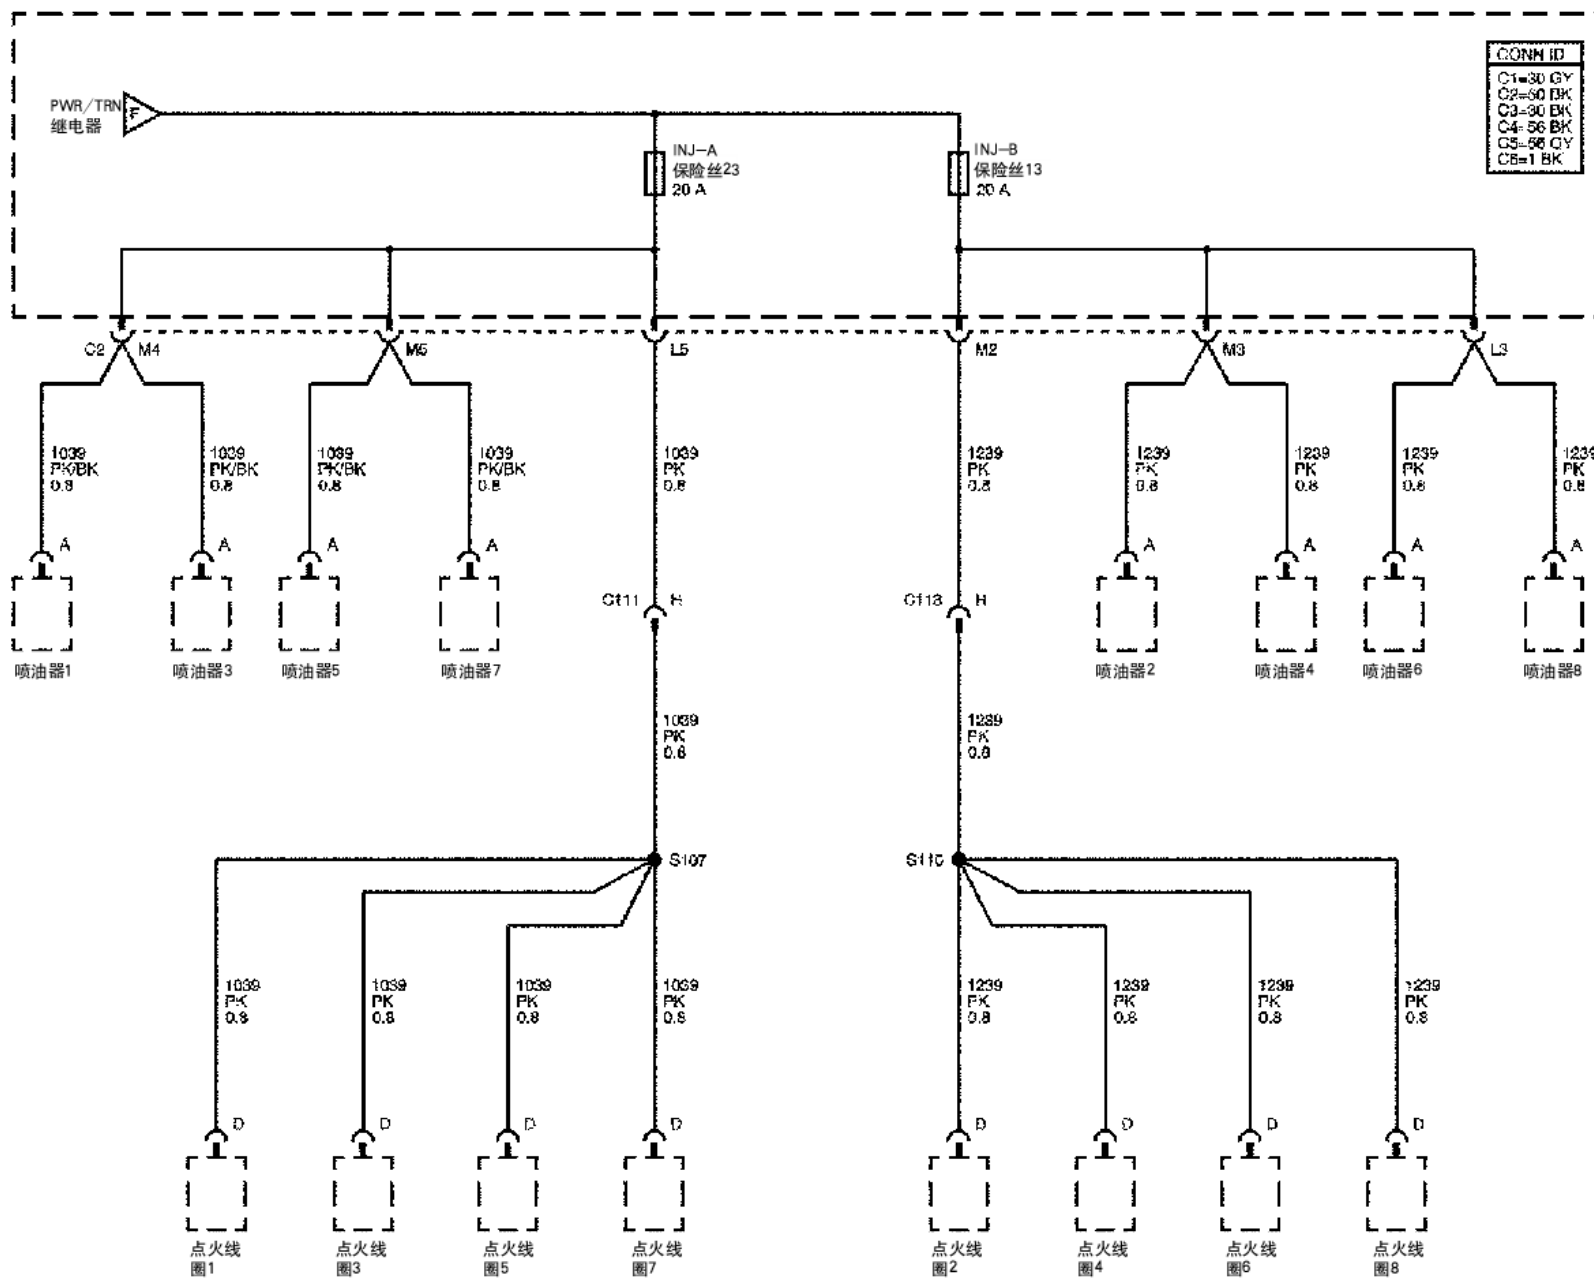 CONN ID
C1=30 GY
C2=60 BK
C3=30 BK
C4=56 BK
C5=56 GY
C6=1 BK
PWR/TRN
继电器
F
INJ-A
保险丝23
20 A
INJ-B
保险丝13
20 A
C2
M4
M5
L5
M2
M3
L3
1039
PK/BK
0.8
1039
PK/BK
0.8
1039
PK/BK
0.8
1039
PK/BK
0.8
1039
PK
0.8
1239
PK
0.8
1239
PK
0.8
1239
PK
0.8
1239
PK
0.8
1239
PK
0.8
A
A
A
A
A
A
A
A
C111
H
C113
H
喷油器1
喷油器3
喷油器5
喷油器7
喷油器2
喷油器4
喷油器6
喷油器8
1039
PK
0.8
1239
PK
0.8
S107
S110
1039
PK
0.8
1039
PK
0.8
1039
PK
0.8
1039
PK
0.8
1239
PK
0.8
1239
PK
0.8
1239
PK
0.8
1239
PK
0.8
D
D
D
D
D
D
D
D
点火线
圈1
点火线
圈3
点火线
圈5
点火线
圈7
点火线
圈2
点火线
圈4
点火线
圈6
点火线
圈8